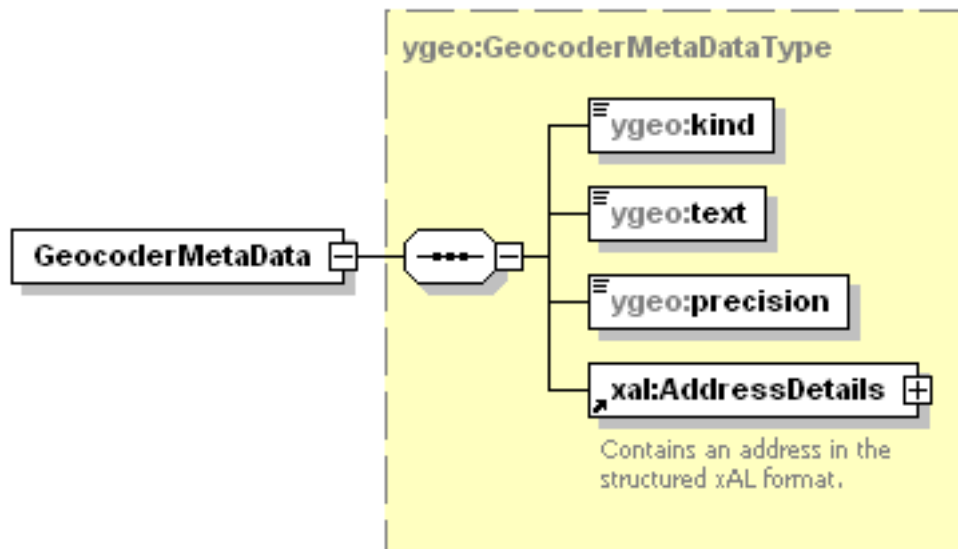 ygeo:GeocoderMetaDataType
ygeo:kind
ygeo:text
GeocoderMetaData
ygeo:precision
xal:AddressDetails
Contains an address in the
structured xAL format.